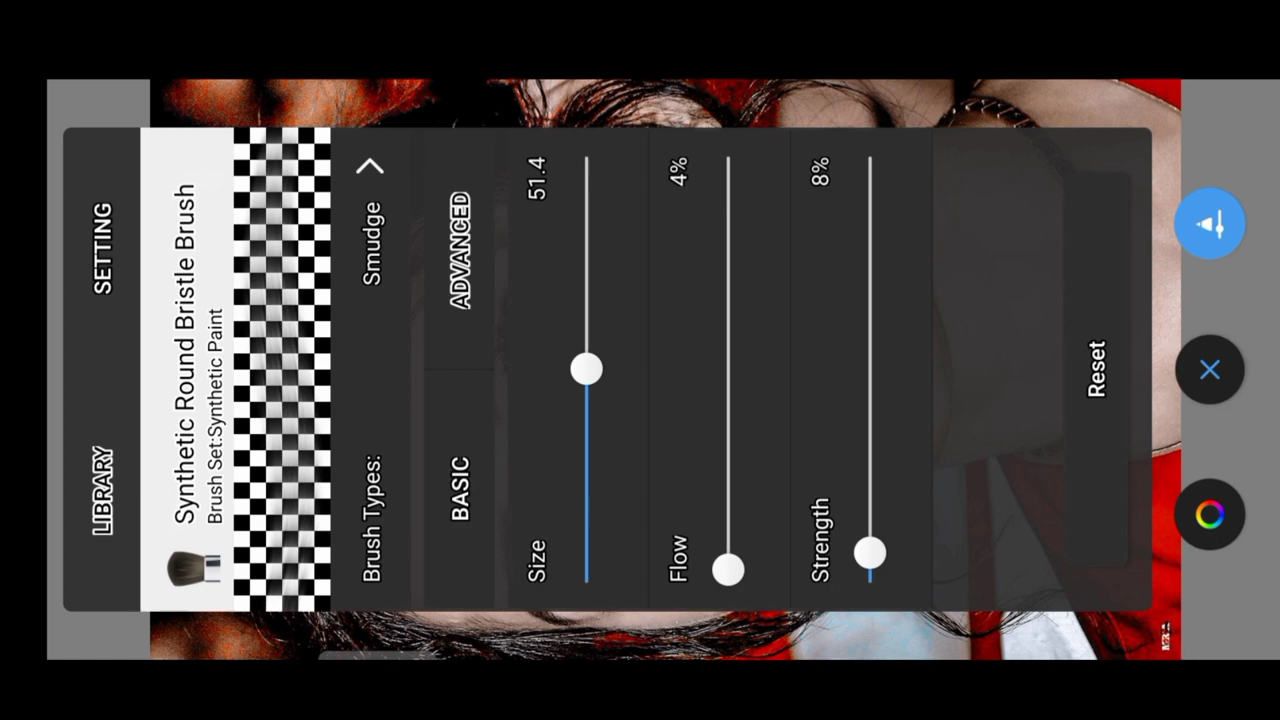 LIBRARY SETTING
Synthetic Round Bristle Brush
Brush Set:Synthetic Paint
Brush Types: Smudge
BASIC ADVANCED
Size 51.4
Flow 4%
Strength 8%
Reset